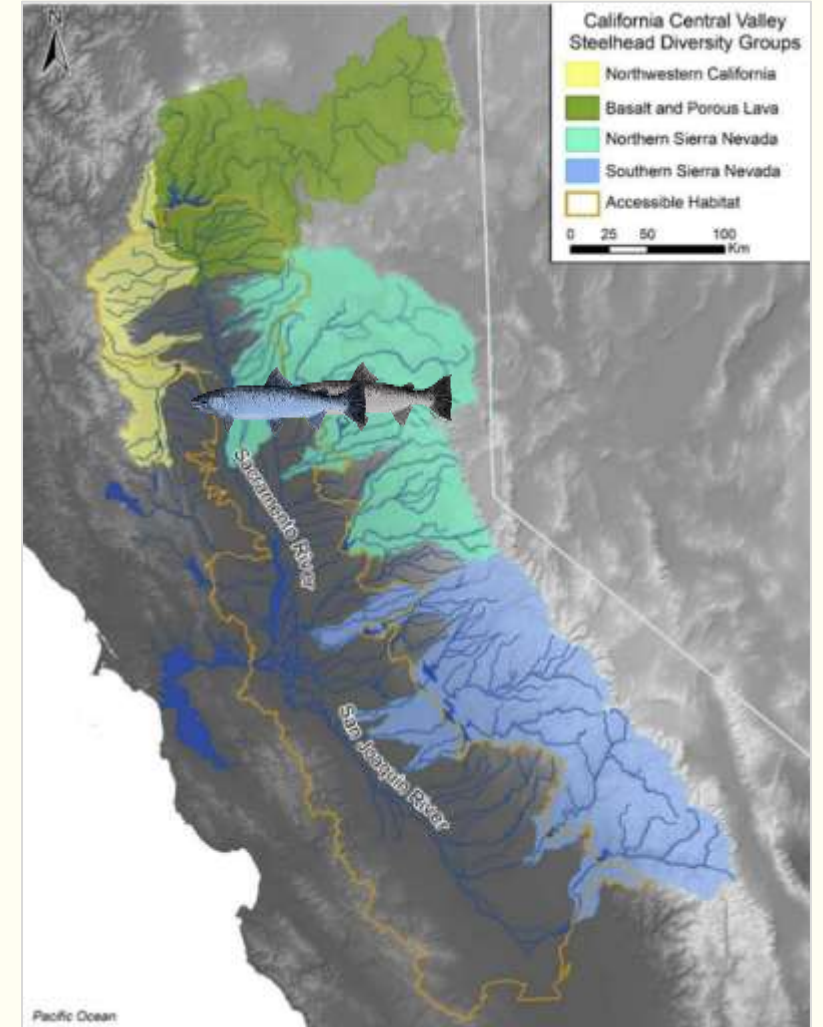 N
California Central Valley
Steelhead Diversity Groups
Northwestern California
Basalt and Porous Lava
Northern Sierra Nevada
Southern Sierra Nevada
Accessible Habitat
0 25 50 100
Km
Sacramento River
San Joaquin River
Pacific Ocean